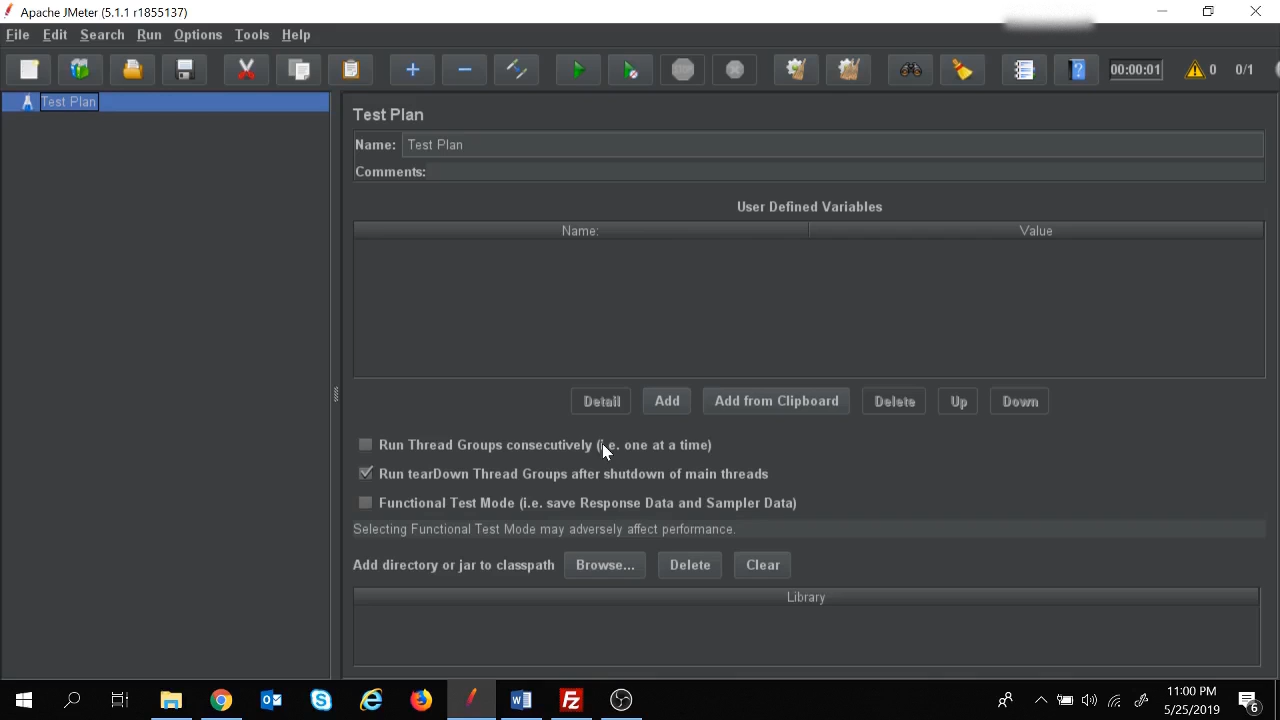 Apache JMeter (5.1.1 r1855137)
File Edit Search Run Options Tools Help
00:00:01 0 0/1
Test Plan
Test Plan
Name: Test Plan
Comments:
User Defined Variables
Name: Value
Detail Add Add from Clipboard Delete Up Down
Run Thread Groups consecutively (i.e. one at a time)
Run tearDown Thread Groups after shutdown of main threads
Functional Test Mode (i.e. save Response Data and Sampler Data)
Selecting Functional Test Mode may adversely affect performance.
Add directory or jar to classpath Browse... Delete Clear
Library
11:00 PM
5/25/2019
6